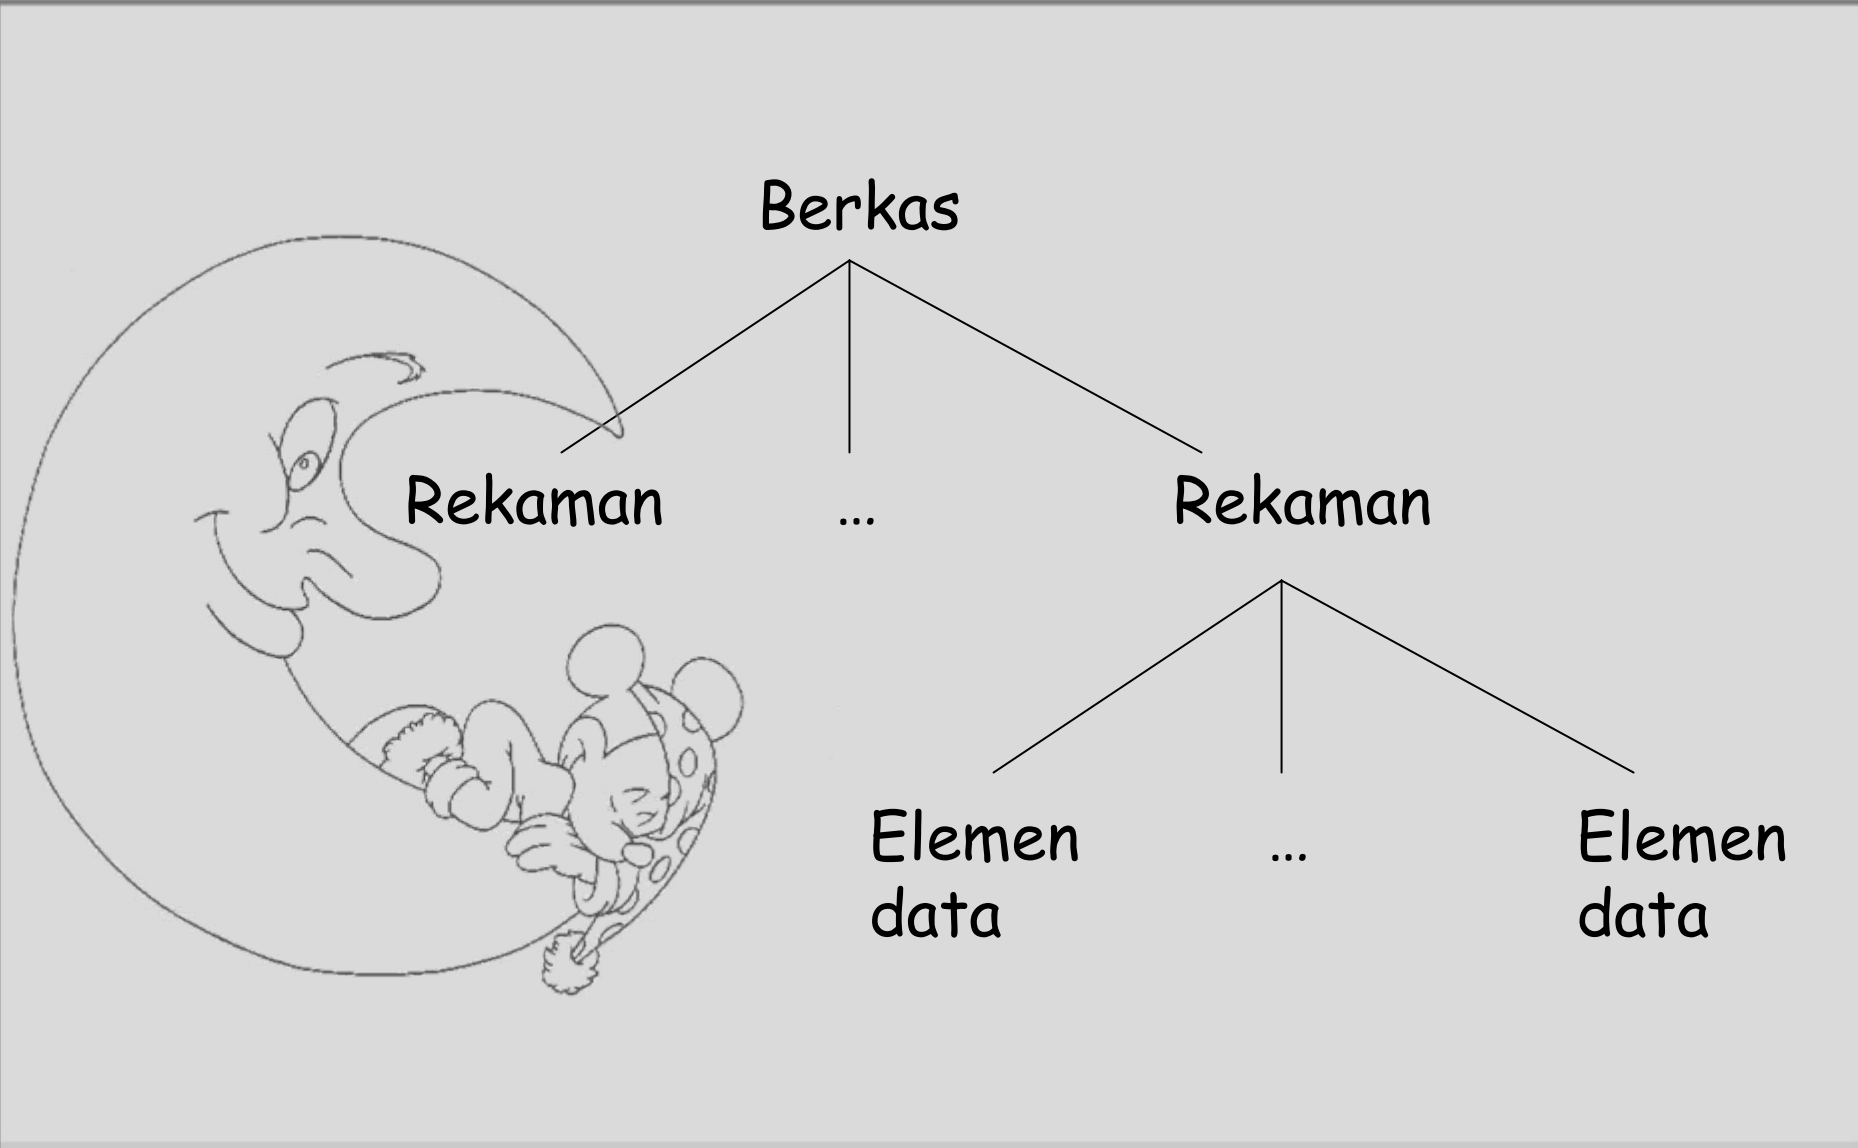 Berkas
Rekaman ... Rekaman
Elemen ... Elemen
data data